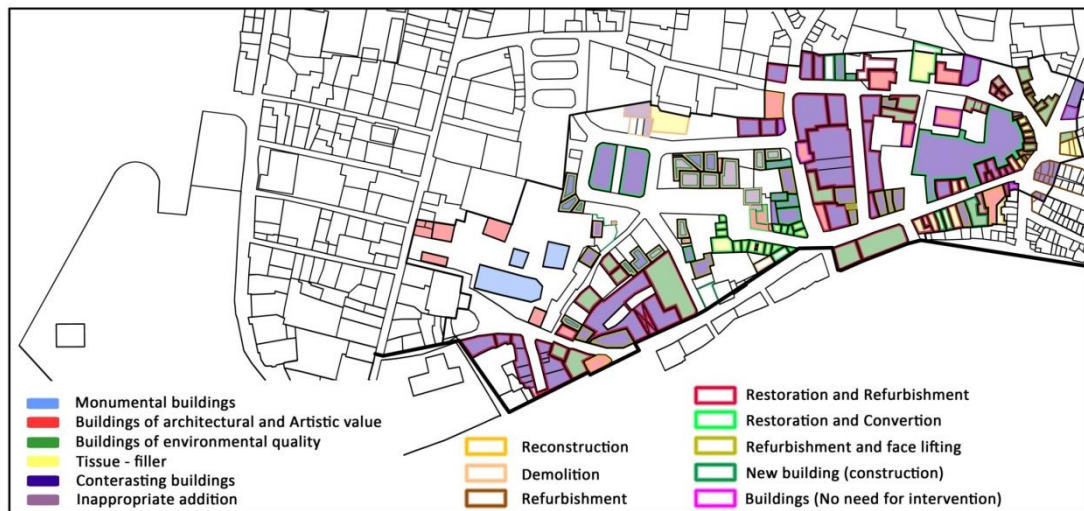 Monumental buildings
Buildings of architectural and Artistic value
Buildings of environmental quality
Tissue - filler
Conterasting buildings
Inappropriate addition
Reconstruction
Demolition
Refurbishment
Restoration and Refurbishment
Restoration and Convertion
Refurbishment and face lifting
New building (construction)
Buildings (No need for intervention)